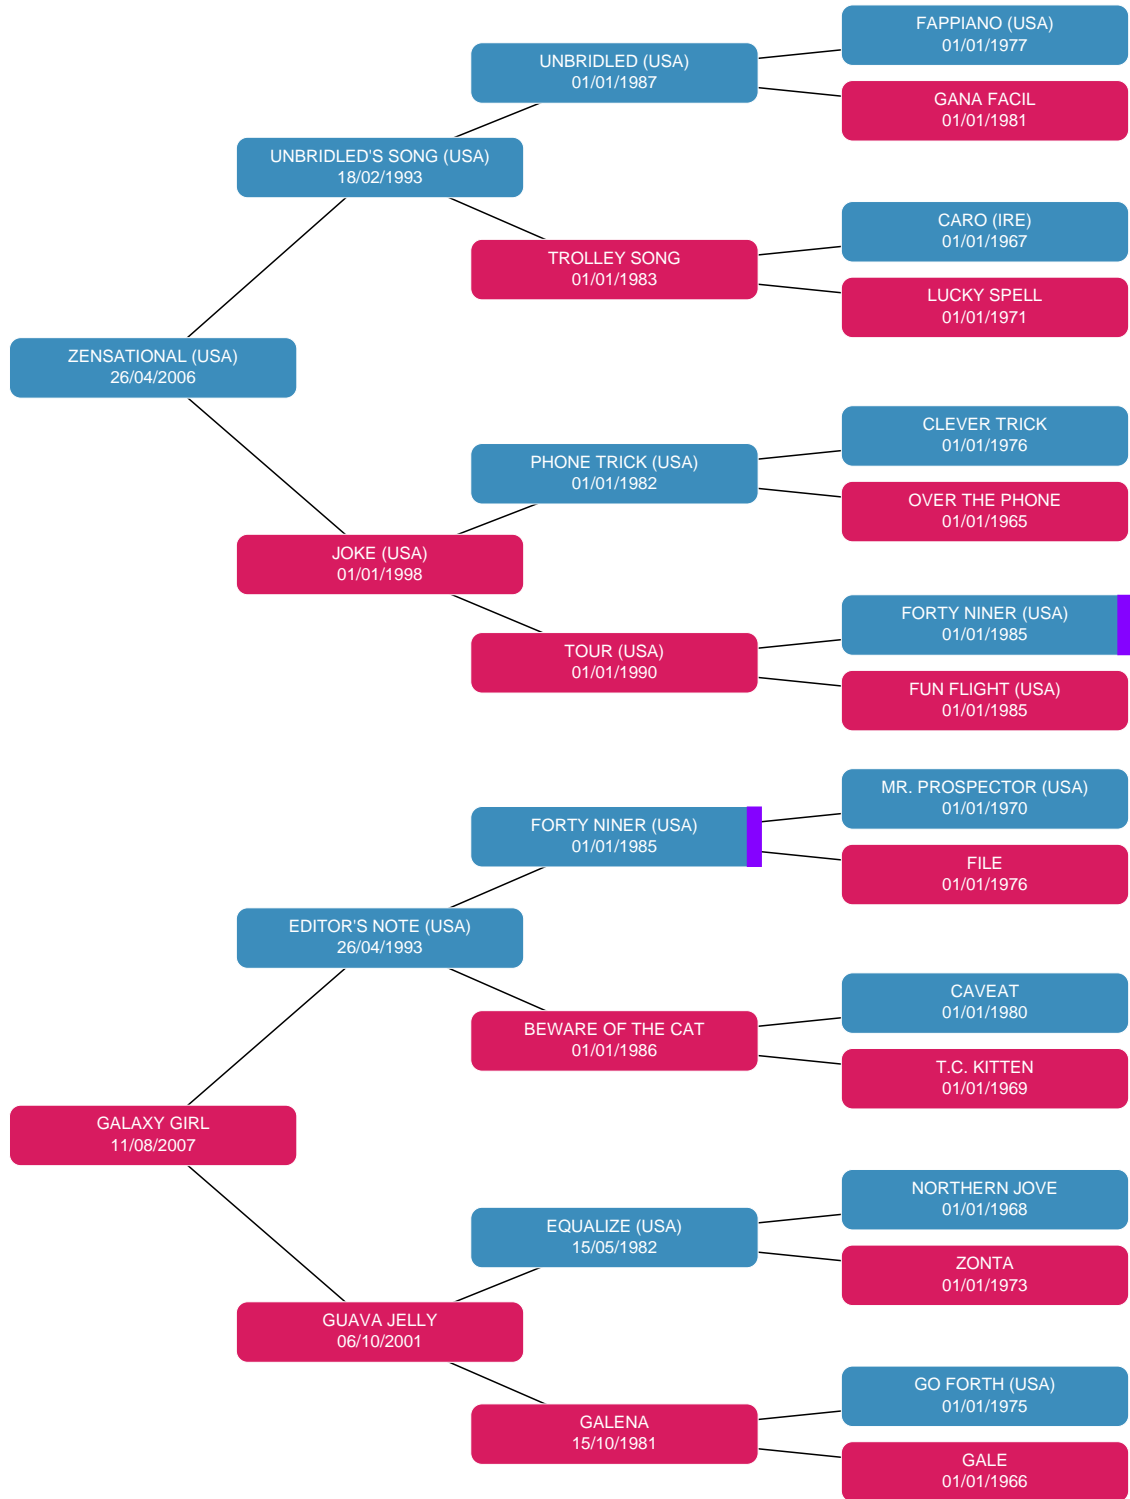 FAPPIANO (USA)
01/01/1977
UNBRIDLED (USA)
01/01/1987
GANA FACIL
01/01/1981
UNBRIDLED'S SONG (USA)
18/02/1993
CARO (IRE)
01/01/1967
TROLLEY SONG
01/01/1983
LUCKY SPELL
01/01/1971
ZENSATIONAL (USA)
26/04/2006
CLEVER TRICK
01/01/1976
PHONE TRICK (USA)
01/01/1982
OVER THE PHONE
01/01/1965
JOKE (USA)
01/01/1998
FORTY NINER (USA)
01/01/1985
TOUR (USA)
01/01/1990
FUN FLIGHT (USA)
01/01/1985
MR. PROSPECTOR (USA)
01/01/1970
FORTY NINER (USA)
01/01/1985
FILE
01/01/1976
EDITOR'S NOTE (USA)
26/04/1993
CAVEAT
01/01/1980
BEWARE OF THE CAT
01/01/1986
T.C. KITTEN
01/01/1969
GALAXY GIRL
11/08/2007
NORTHERN JOVE
01/01/1968
EQUALIZE (USA)
15/05/1982
ZONTA
01/01/1973
GUAVA JELLY
06/10/2001
GO FORTH (USA)
01/01/1975
GALENA
15/10/1981
GALE
01/01/1966